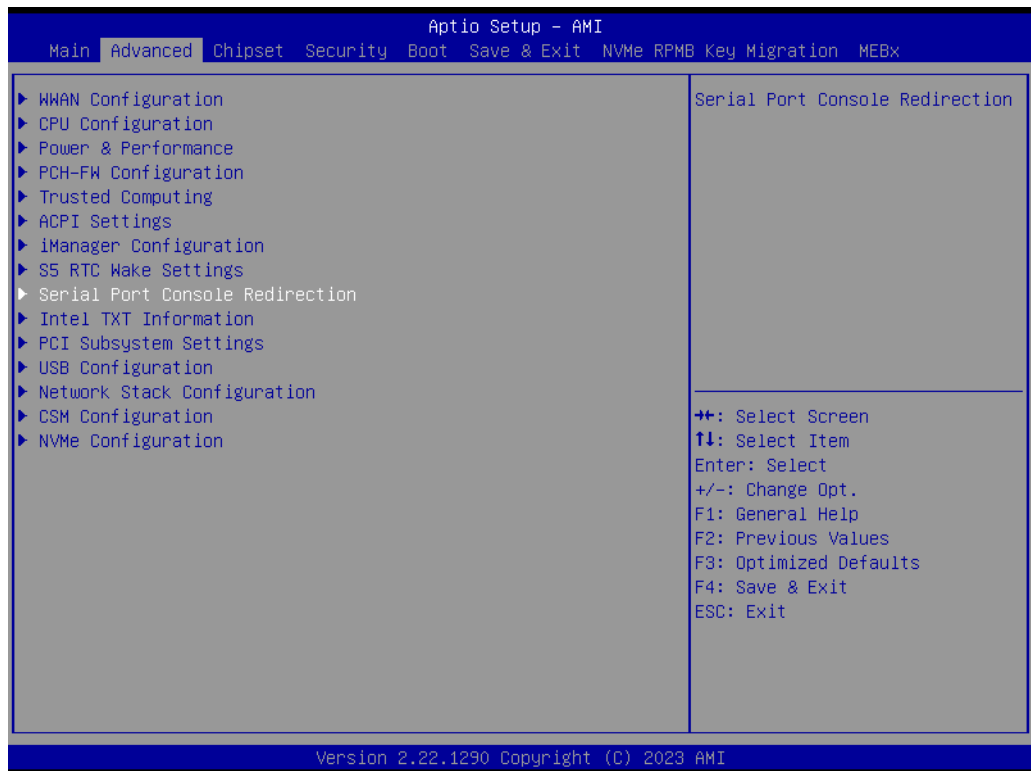 Aptio Setup – AMI
Main Advanced Chipset Security Boot Save & Exit NVMe RPMB Key Migration MEBx
▶ WWAN Configuration
▶ CPU Configuration
▶ Power & Performance
▶ PCH-FW Configuration
▶ Trusted Computing
▶ ACPI Settings
▶ iManager Configuration
▶ S5 RTC Wake Settings
▶ Serial Port Console Redirection
▶ Intel TXT Information
▶ PCI Subsystem Settings
▶ USB Configuration
▶ Network Stack Configuration
▶ CSM Configuration
▶ NVMe Configuration
Serial Port Console Redirection
→←: Select Screen
↑↓: Select Item
Enter: Select
+/-: Change Opt.
F1: General Help
F2: Previous Values
F3: Optimized Defaults
F4: Save & Exit
ESC: Exit
Version 2.22.1290 Copyright (C) 2023 AMI